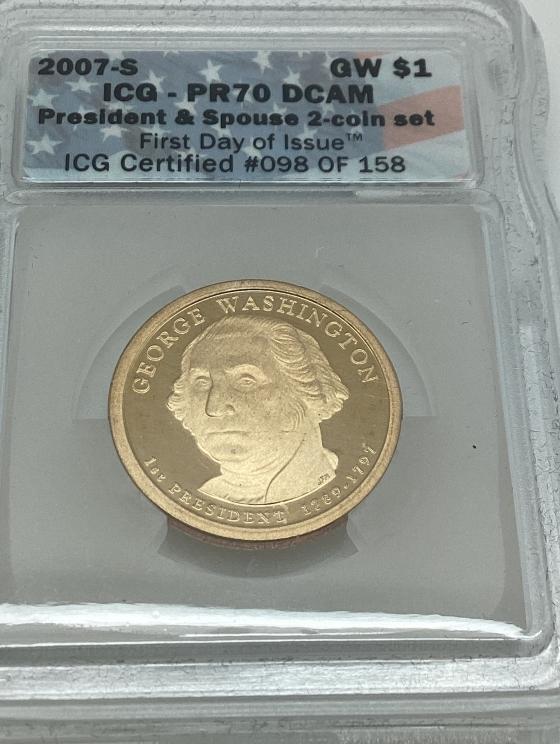 2007-S GW $1
ICG - PR70 DCAM
President & Spouse 2-coin set
First Day of Issue™
ICG Certified #098 OF 158
GEORGE WASHINGTON
1st PRESIDENT 1789-1797